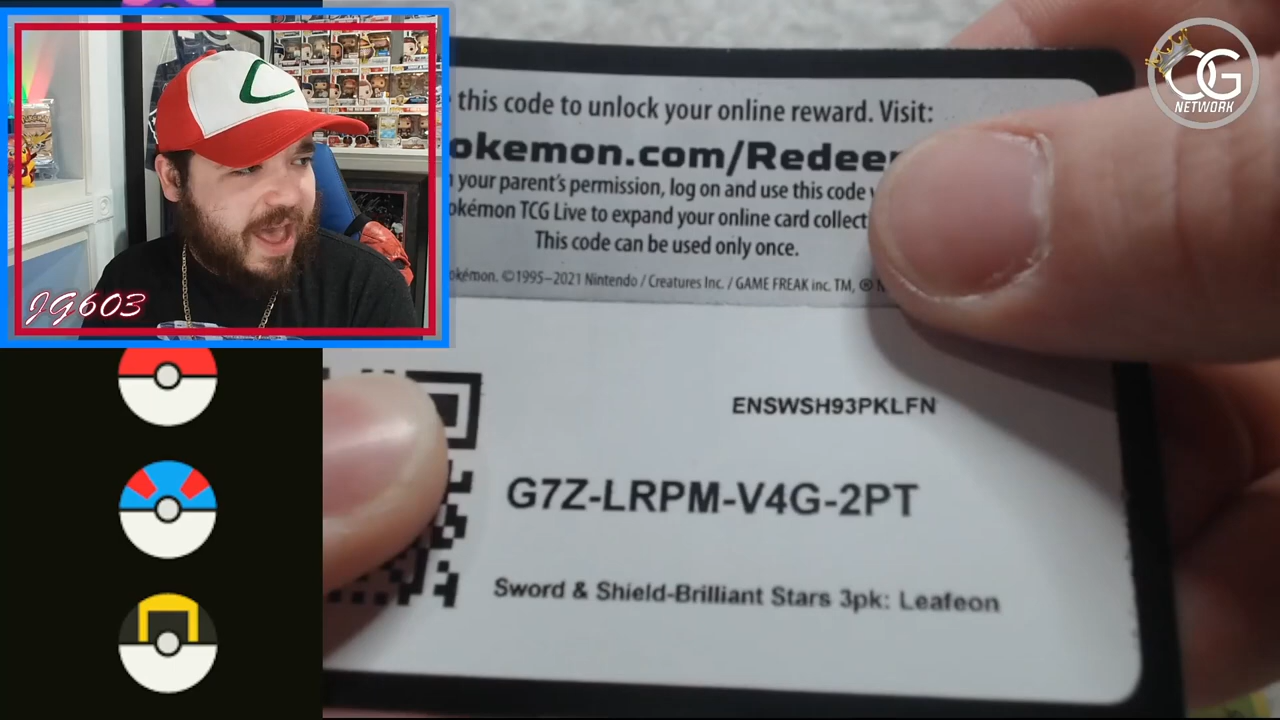 CG
NETWORK
this code to unlock your online reward. Visit:
okemon.com/Redee
your parent's permission, log on and use this code
okémon TCG Live to expand your online card collect
This code can be used only once.
okémon. ©1995–2021 Nintendo / Creatures Inc. / GAME FREAK inc. TM, ®
JG603
ENSWSH93PKLFN
G7Z-LRPM-V4G-2PT
Sword & Shield-Brilliant Stars 3pk: Leafeon